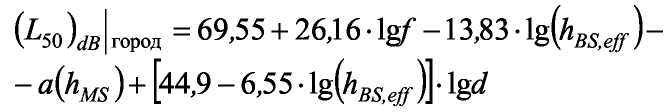 (L₅₀)dB|город = 69,55 + 26,16 · lgf − 13,83 · lg(hBS,eff) −
− a(hMS) + [44,9 − 6,55 · lg(hBS,eff)] · lgd